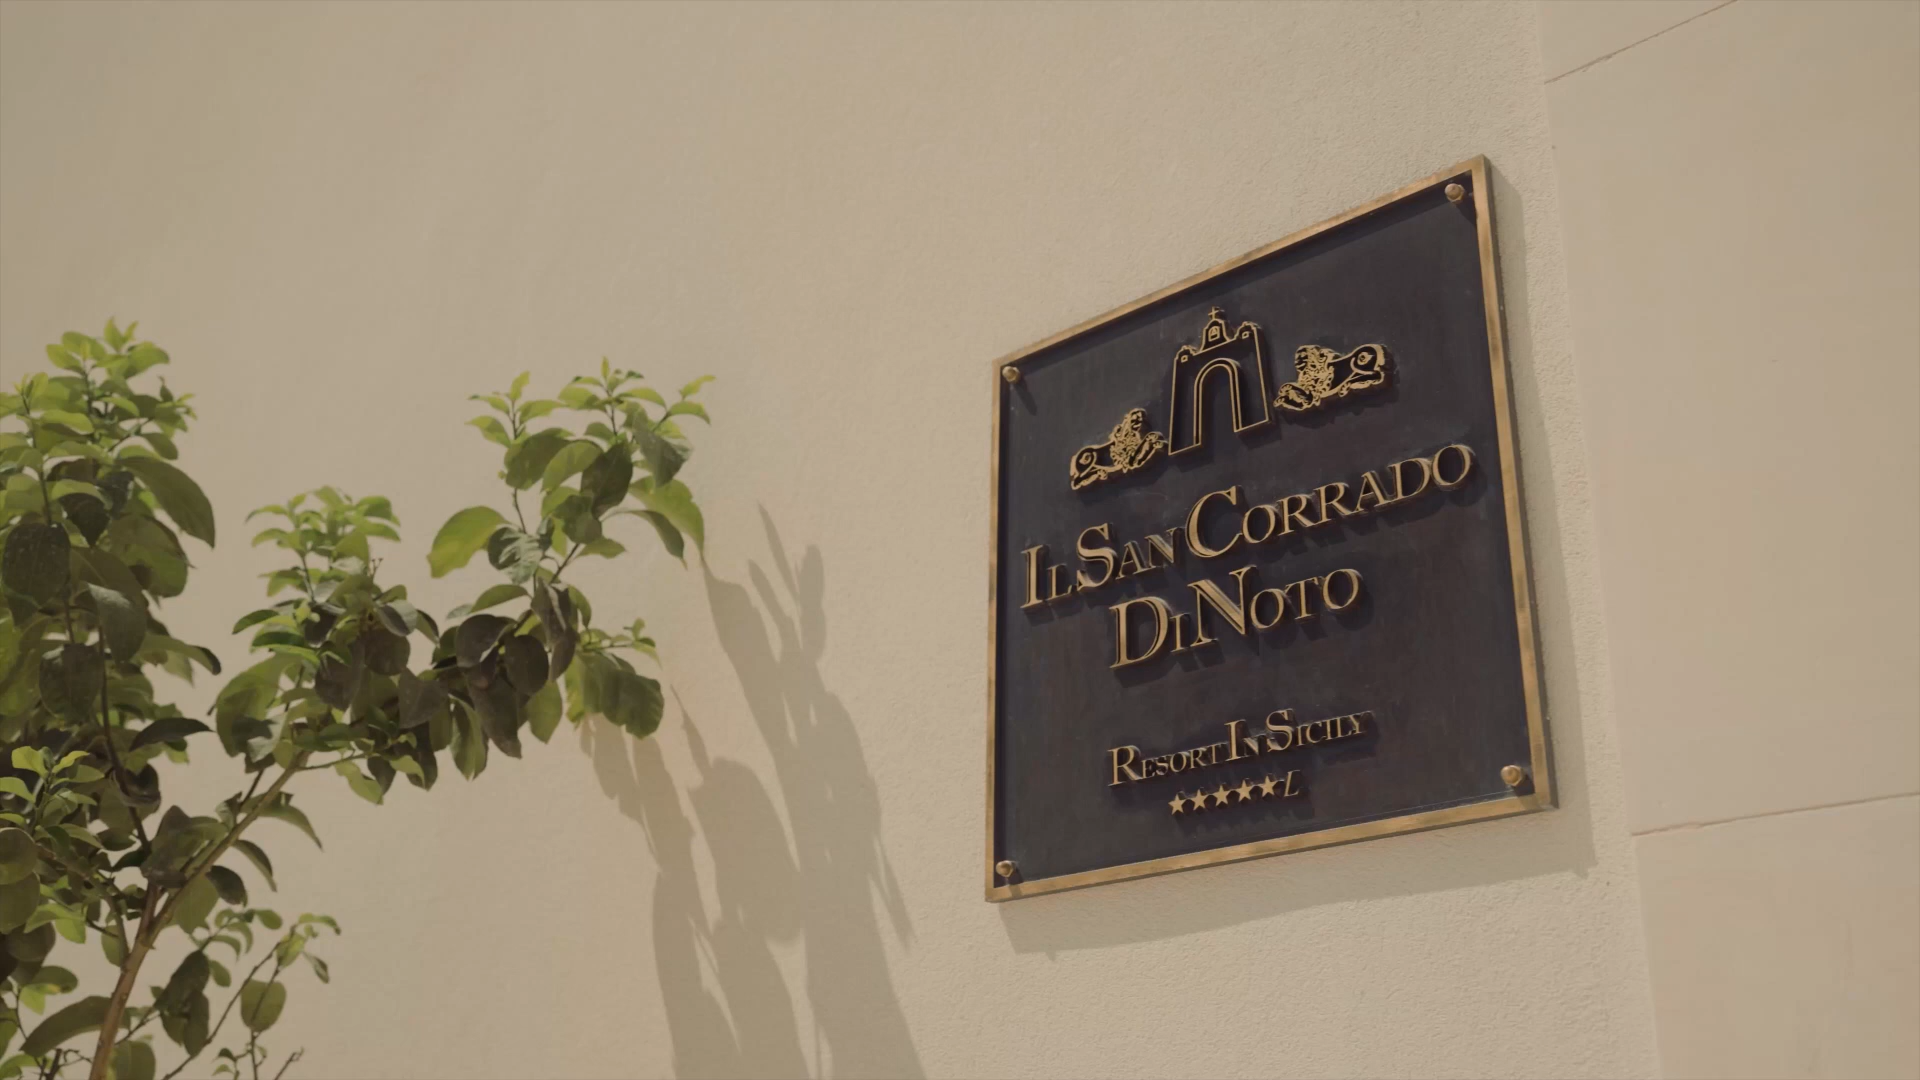 IL SAN CORRADO
DI NOTO
RESORT IN SICILY
★★★★★L